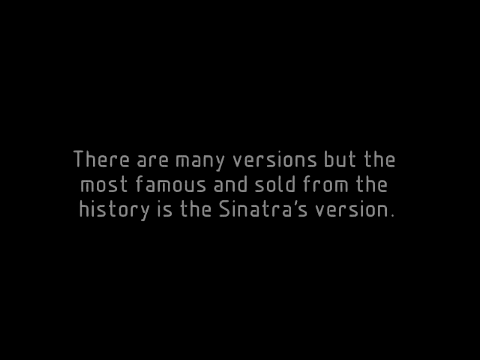 There are many versions but the
most famous and sold from the
history is the Sinatra's version.